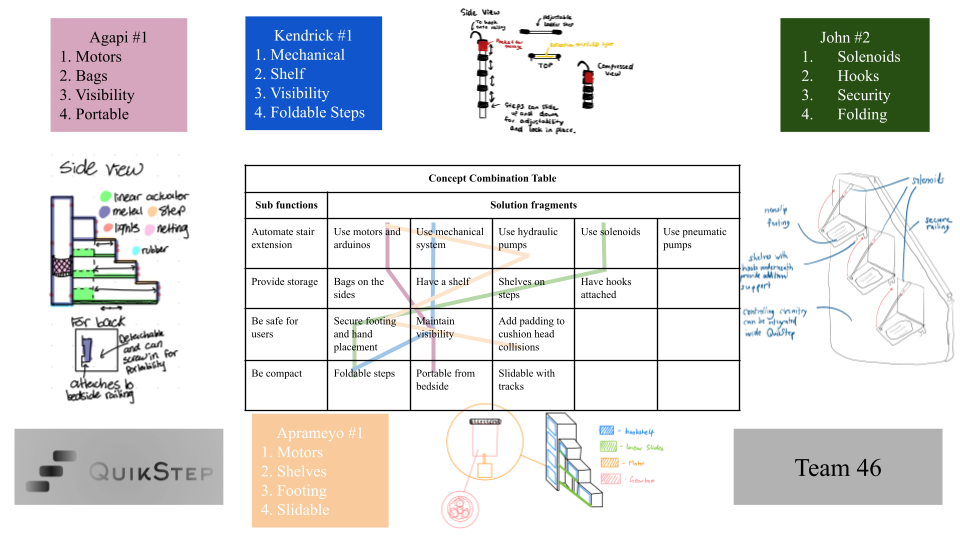 Agapi #1
1. Motors
2. Bags
3. Visibility
4. Portable
Kendrick #1
1. Mechanical
2. Shelf
3. Visibility
4. Foldable Steps
Side View
To hook
onto railing
Adjustable
ladder step
TOP
Compressed
view
Steps can slide
up and down
for adjustability
and lock in place.
John #2
1. Solenoids
2. Hooks
3. Security
4. Folding
Side View
linear actuator
metal
step
lights
netting
rubber
For back
Detachable
and can
screw in for
Portability
attaches to
bedside railing
Concept Combination Table
Sub functions
Solution fragments
Automate stair extension
Use motors and arduinos
Use mechanical system
Use hydraulic pumps
Use solenoids
Use pneumatic pumps
Provide storage
Bags on the sides
Have a shelf
Shelves on steps
Have hooks attached
Be safe for users
Secure footing and hand placement
Maintain visibility
Add padding to cushion head collisions
Be compact
Foldable steps
Portable from bedside
Slidable with tracks
solenoids
nonslip
footing
secure
railing
shelves with
hooks underneath
provide additional
support
controlling circuitry
can be integrated
inside QuikStep
QUIKSTEP
Aprameyo #1
1. Motors
2. Shelves
3. Footing
4. Slidable
- bookshelf
- linear slides
- Motor
- Gearbox
Team 46